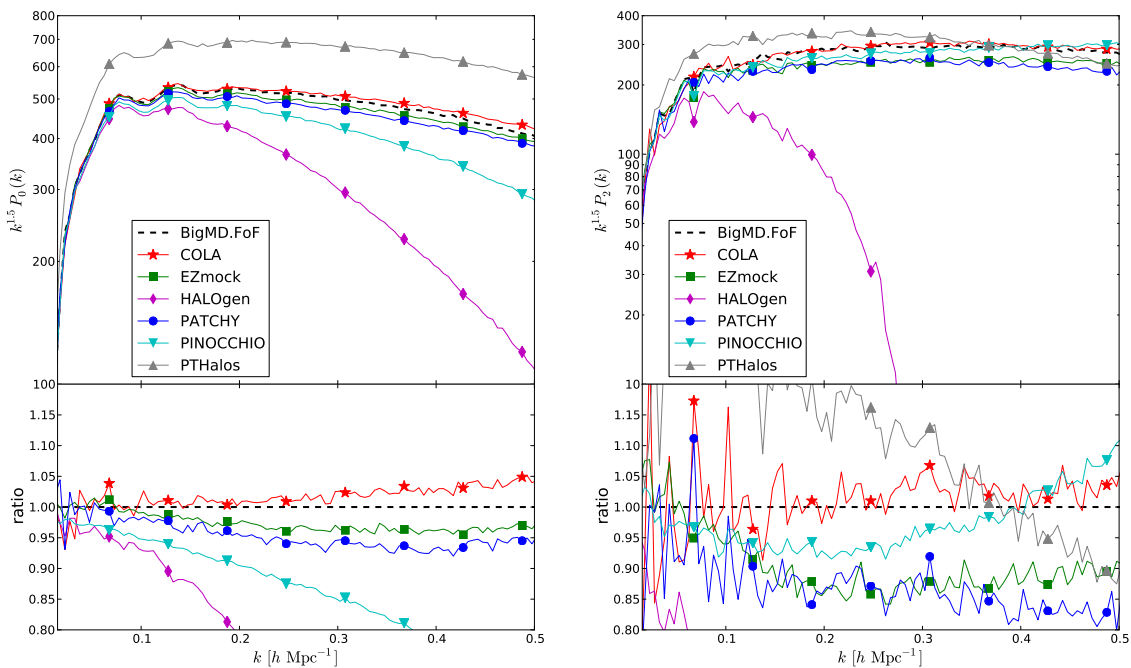 800
700
600
500
400
300
200
100
k^{1.5} P_0(k)
BigMD.FoF
COLA
EZmock
HALOgen
PATCHY
PINOCCHIO
PTHalos
1.15
1.10
1.05
1.00
0.95
0.90
0.85
0.80
ratio
0.1 0.2 0.3 0.4 0.5
k [h Mpc^{-1}]
400
300
200
100
90
80
70
60
50
40
30
20
10
k^{1.5} P_2(k)
BigMD.FoF
COLA
EZmock
HALOgen
PATCHY
PINOCCHIO
PTHalos
1.15
1.10
1.05
1.00
0.95
0.90
0.85
0.80
ratio
0.1 0.2 0.3 0.4 0.5
k [h Mpc^{-1}]